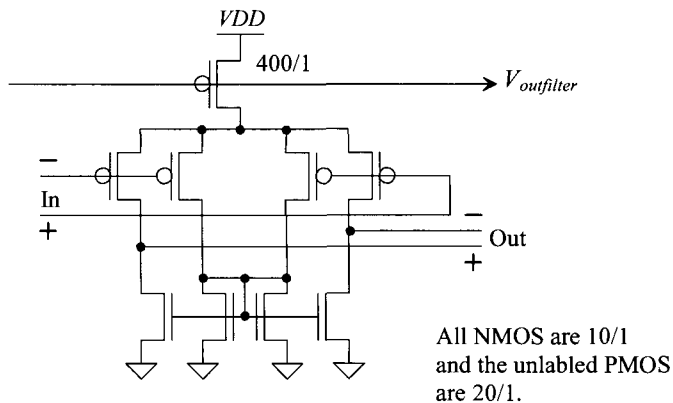 VDD
400/1
Voutfilter
−
In
+
−
Out
+
All NMOS are 10/1
and the unlabled PMOS
are 20/1.